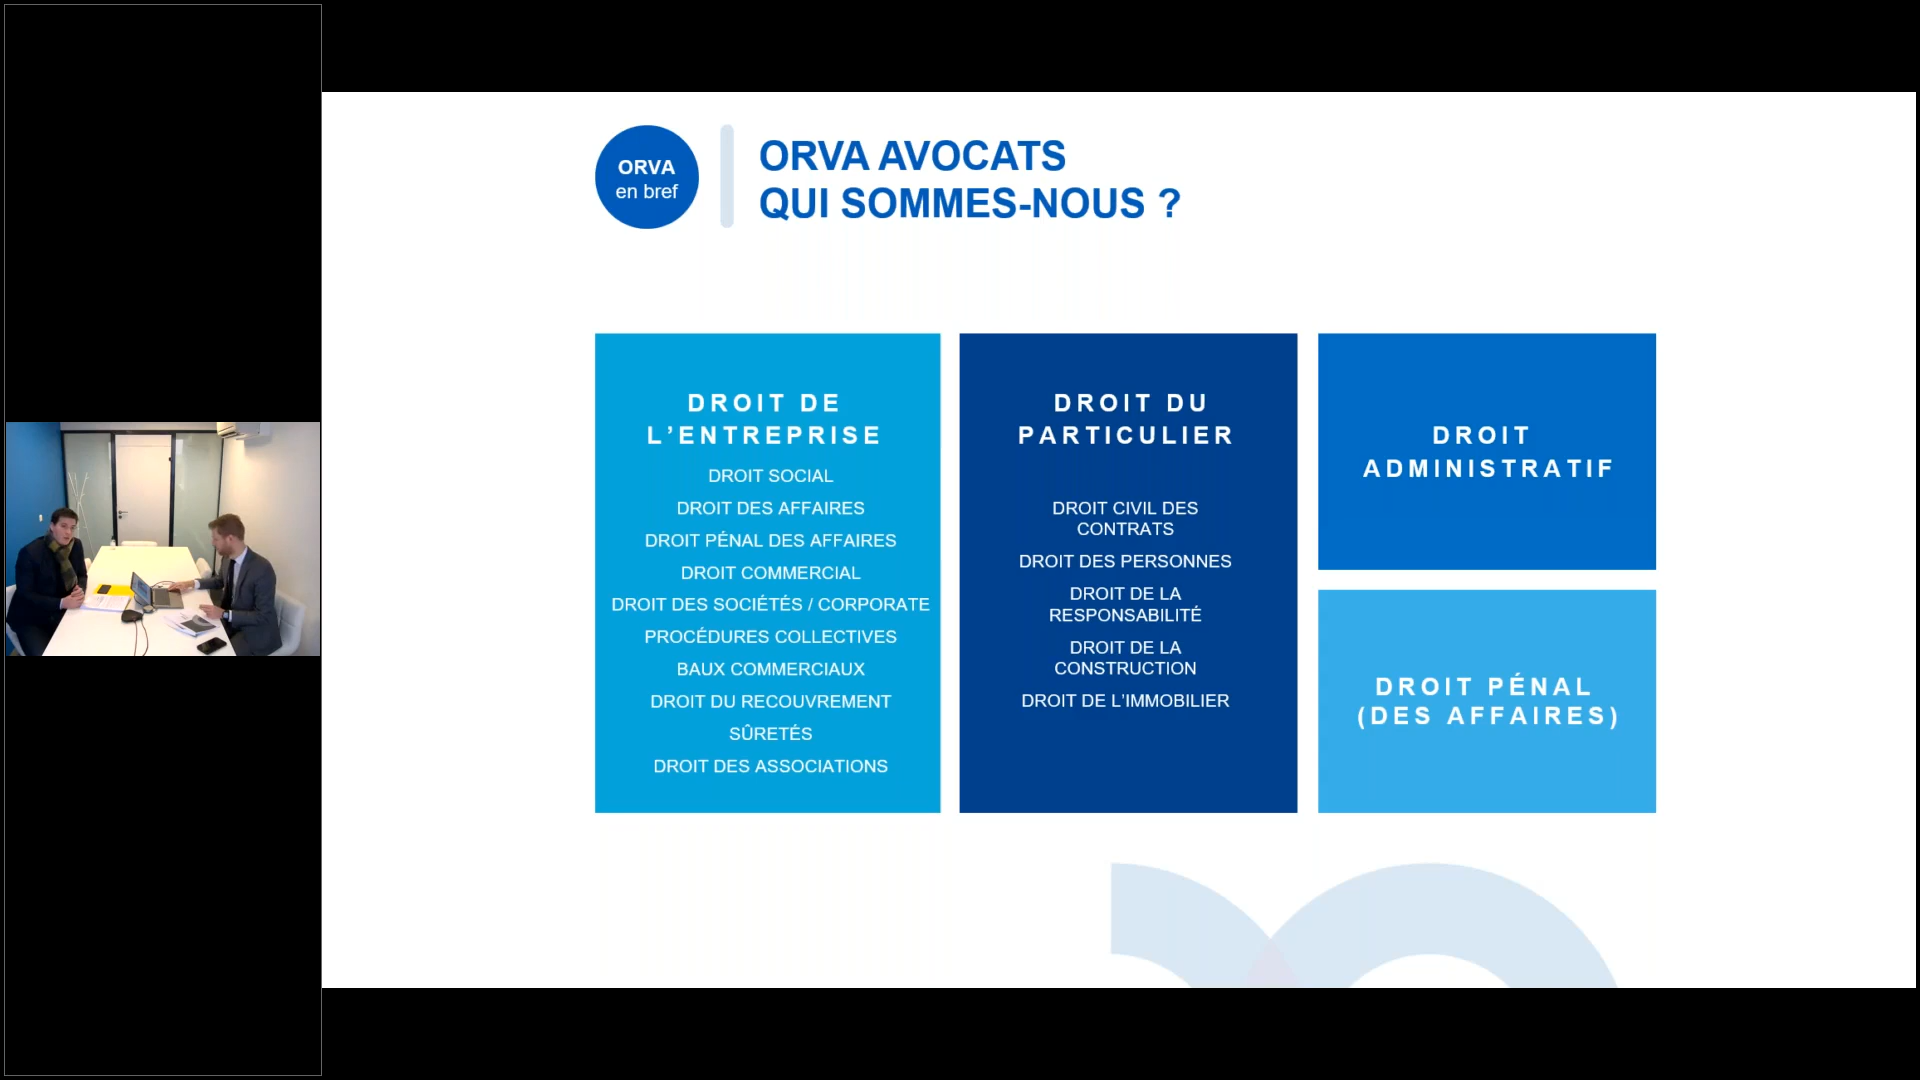 ORVA
en bref
ORVA AVOCATS
QUI SOMMES-NOUS ?
DROIT DE
L’ENTREPRISE
DROIT SOCIAL
DROIT DES AFFAIRES
DROIT PÉNAL DES AFFAIRES
DROIT COMMERCIAL
DROIT DES SOCIÉTÉS / CORPORATE
PROCÉDURES COLLECTIVES
BAUX COMMERCIAUX
DROIT DU RECOUVREMENT
SÛRETÉS
DROIT DES ASSOCIATIONS
DROIT DU
PARTICULIER
DROIT CIVIL DES
CONTRATS
DROIT DES PERSONNES
DROIT DE LA
RESPONSABILITÉ
DROIT DE LA
CONSTRUCTION
DROIT DE L’IMMOBILIER
DROIT
ADMINISTRATIF
DROIT PÉNAL
(DES AFFAIRES)